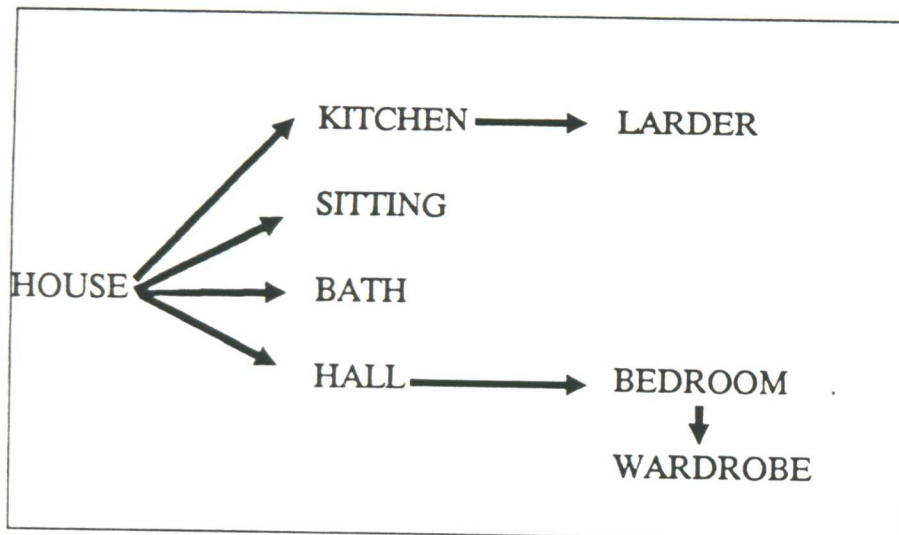 KITCHEN LARDER
SITTING
HOUSE BATH
HALL BEDROOM
WARDROBE